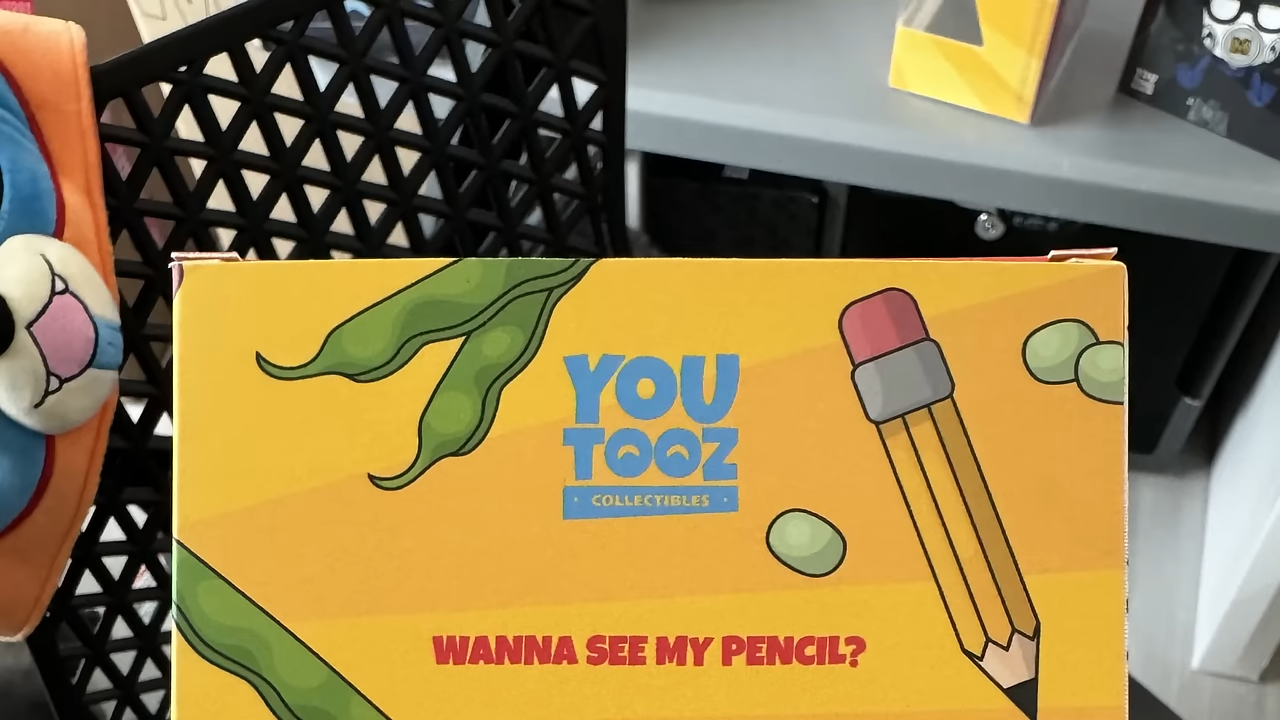 YOU
TOOZ
· COLLECTIBLES ·
WANNA SEE MY PENCIL?